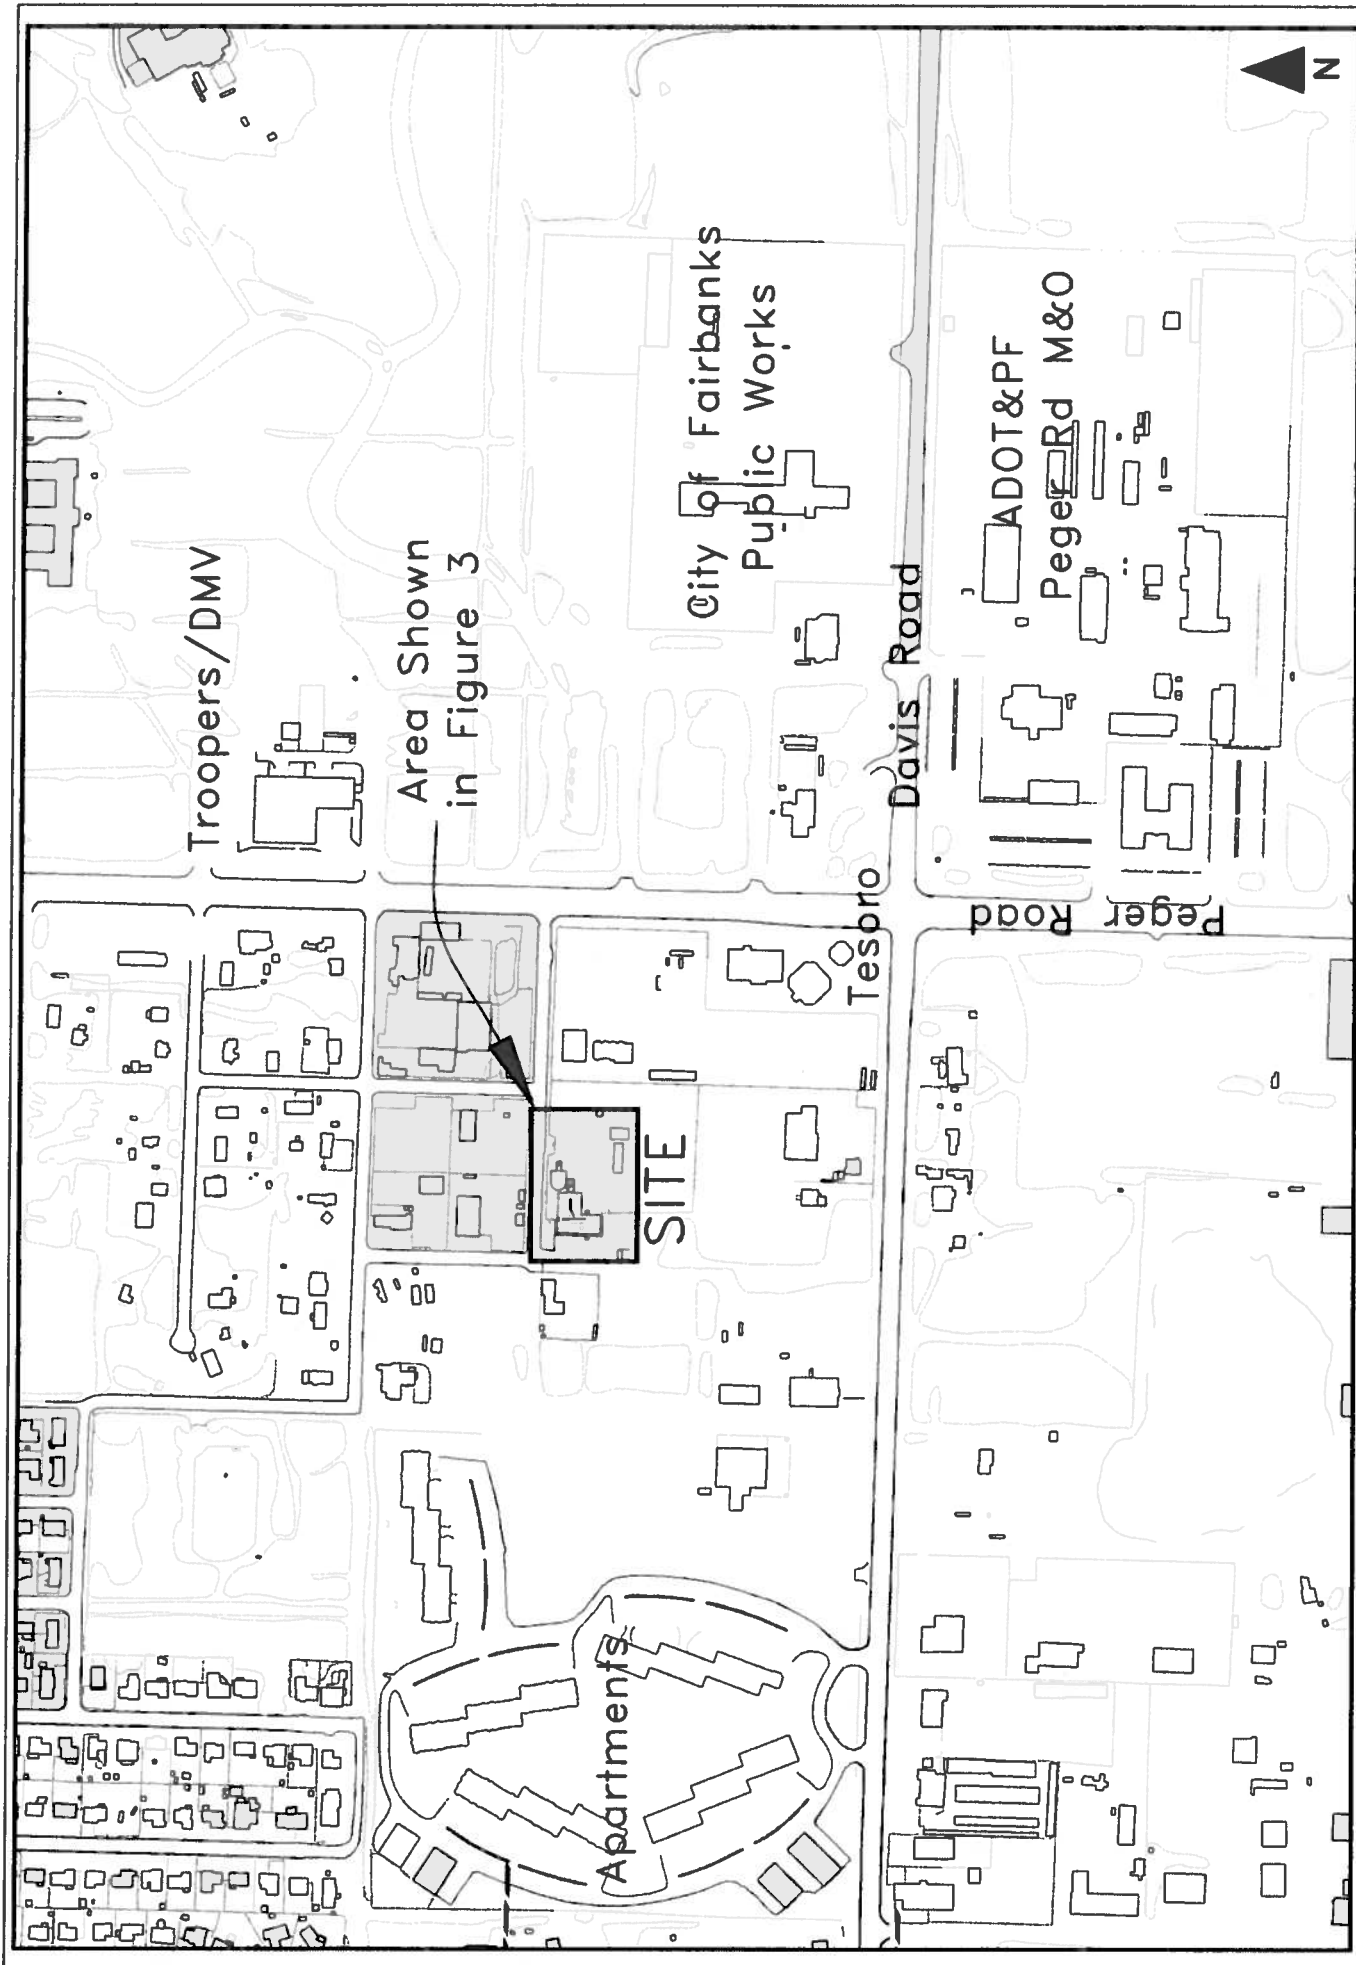 N
Troopers/DMV
Area Shown
in Figure 3
City of Fairbanks
Public Works
Davis Road
ADOT&PF
Peger Rd M&O
Peger Road
Tesoro
SITE
Apartments